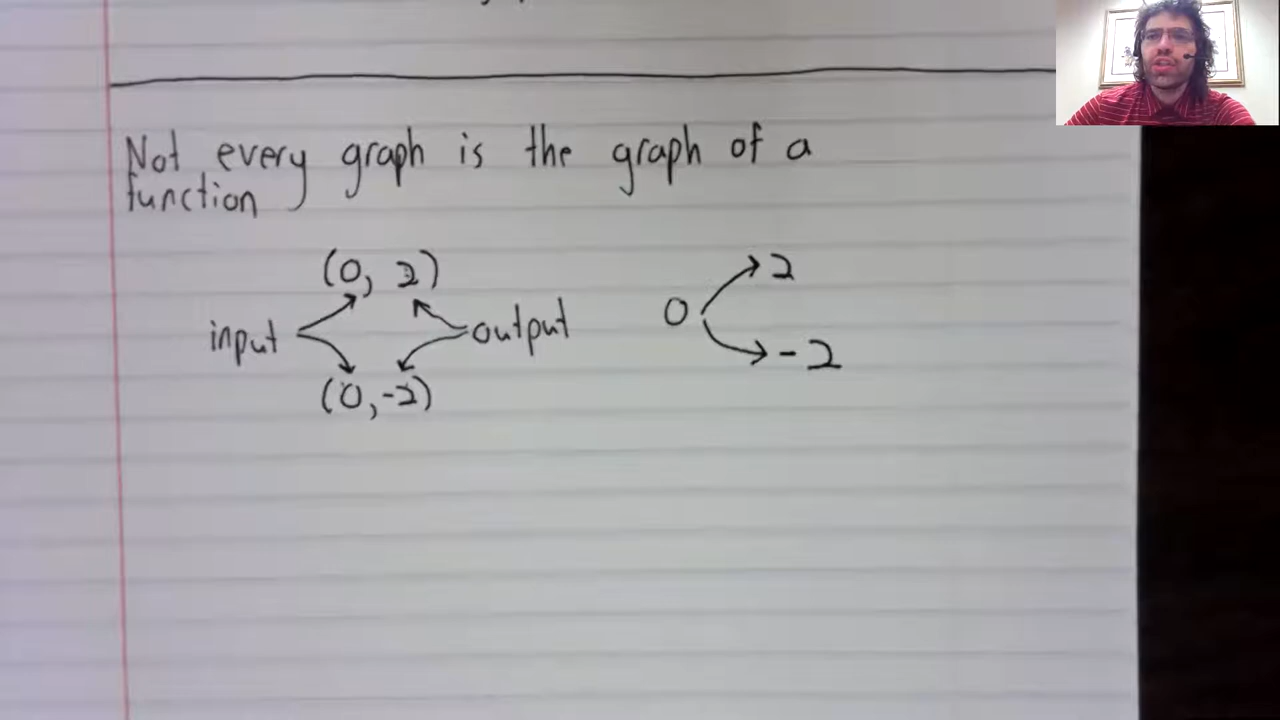 Not every graph is the graph of a
function
(0, 2)
input
output
(0,-2)
0
2
-2